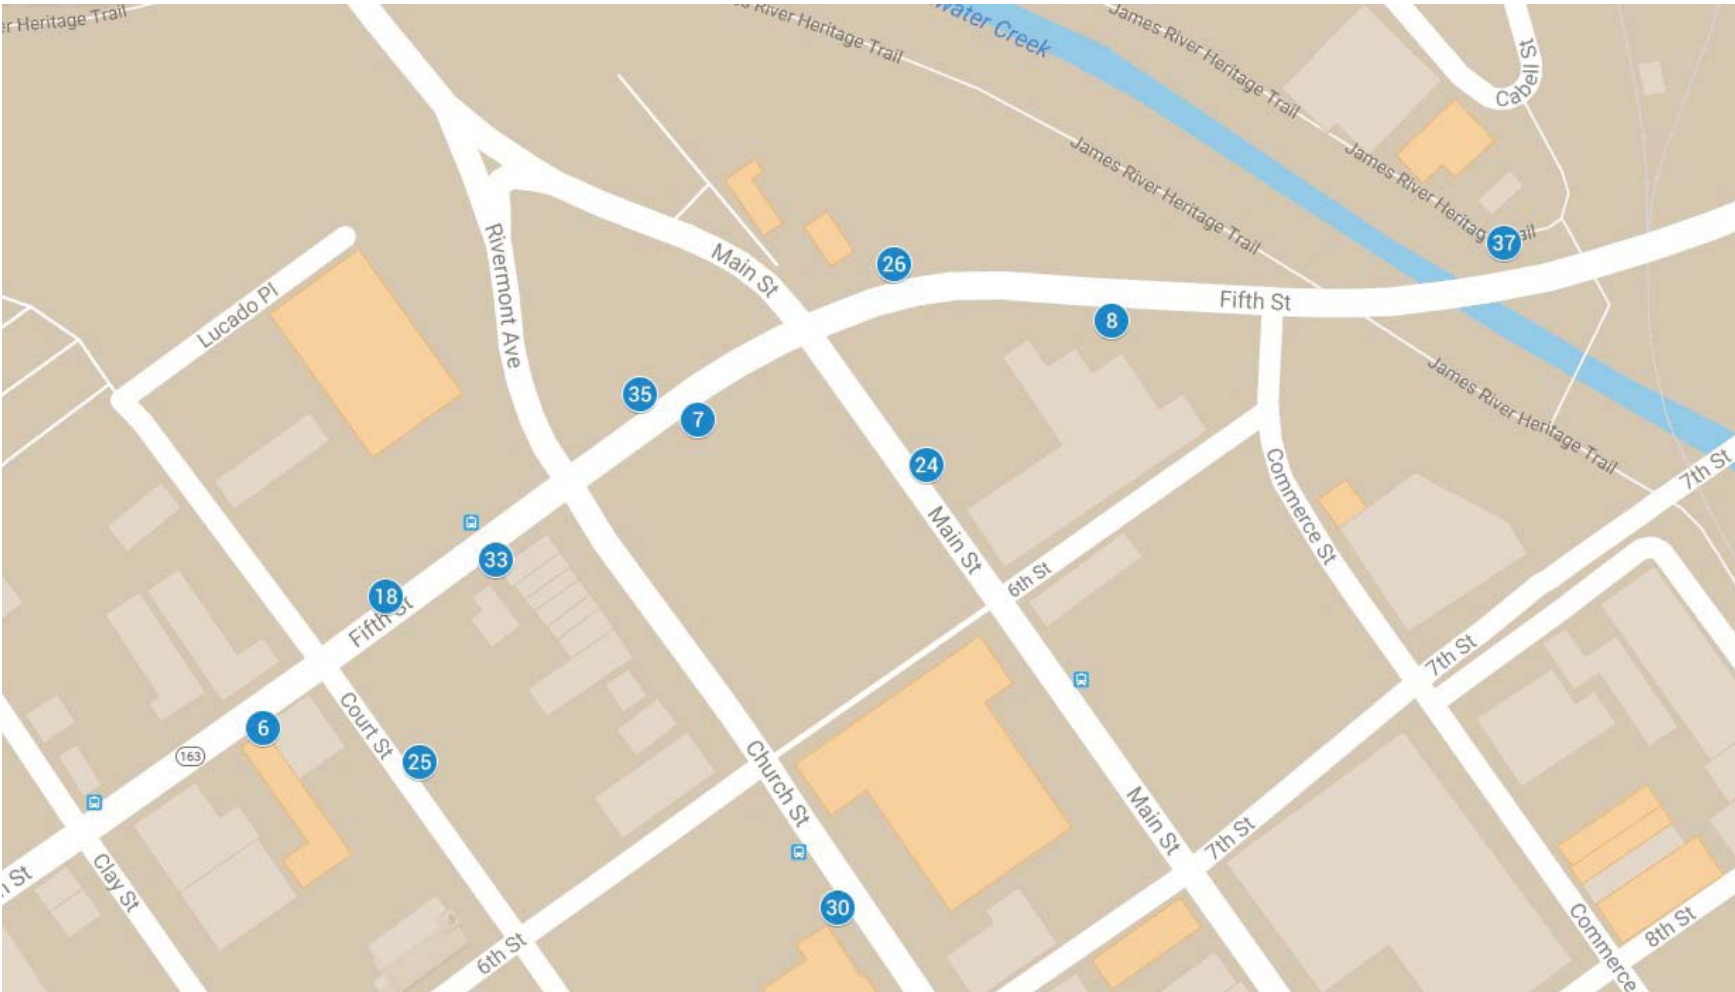 er Heritage Trail
River Heritage Trail
water Creek
James River Heritage Trail
Cabell St
James River Heritage Trail
James River Heritage Trail
37
Rivermont Ave
Main St
26
Lucado Pl
Fifth St
8
35
7
James River Heritage Trail
24
7th St
Commerce St
Main St
33
6th St
18
Fifth St
7th St
6
Court St
25
163
Church St
Main St
7th St
Clay St
St
30
6th St
Commerce
8th St